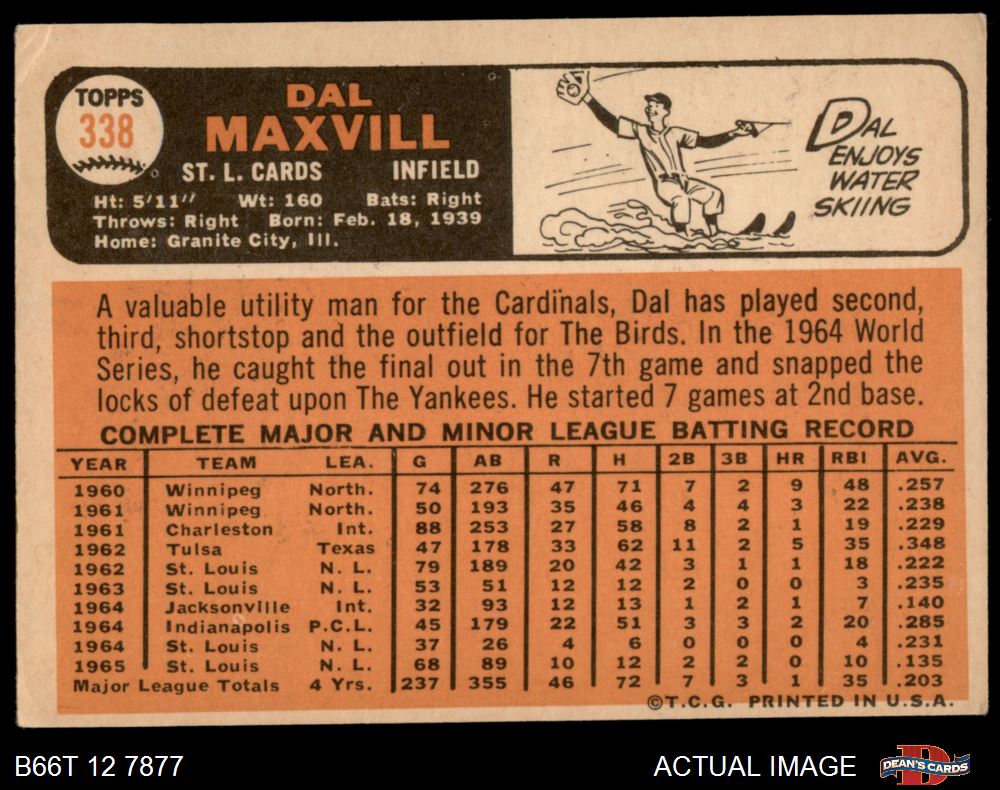 TOPPS
338
DAL
MAXVILL
ST. L. CARDS INFIELD
Ht: 5'11" Wt: 160 Bats: Right
Throws: Right Born: Feb. 18, 1939
Home: Granite City, Ill.
DAL
ENJOYS
WATER
SKIING
A valuable utility man for the Cardinals, Dal has played second,
third, shortstop and the outfield for The Birds. In the 1964 World
Series, he caught the final out in the 7th game and snapped the
locks of defeat upon The Yankees. He started 7 games at 2nd base.
COMPLETE MAJOR AND MINOR LEAGUE BATTING RECORD
YEAR TEAM LEA. G AB R H 2B 3B HR RBI AVG.
1960 Winnipeg North. 74 276 47 71 7 2 9 48 .257
1961 Winnipeg North. 50 193 35 46 4 4 3 22 .238
1961 Charleston Int. 88 253 27 58 8 2 1 19 .229
1962 Tulsa Texas 47 178 33 62 11 2 5 35 .348
1962 St. Louis N. L. 79 189 20 42 3 1 1 18 .222
1963 St. Louis N. L. 53 51 12 12 2 0 0 3 .235
1964 Jacksonville Int. 32 93 12 13 1 2 1 7 .140
1964 Indianapolis P.C.L. 45 179 22 51 3 3 2 20 .285
1964 St. Louis N. L. 37 26 4 6 0 0 0 4 .231
1965 St. Louis N. L. 68 89 10 12 2 2 0 10 .135
Major League Totals 4 Yrs. 237 355 46 72 7 3 1 35 .203
©T.C.G. PRINTED IN U.S.A.
B66T 12 7877 ACTUAL IMAGE
D
DEAN'S CARDS